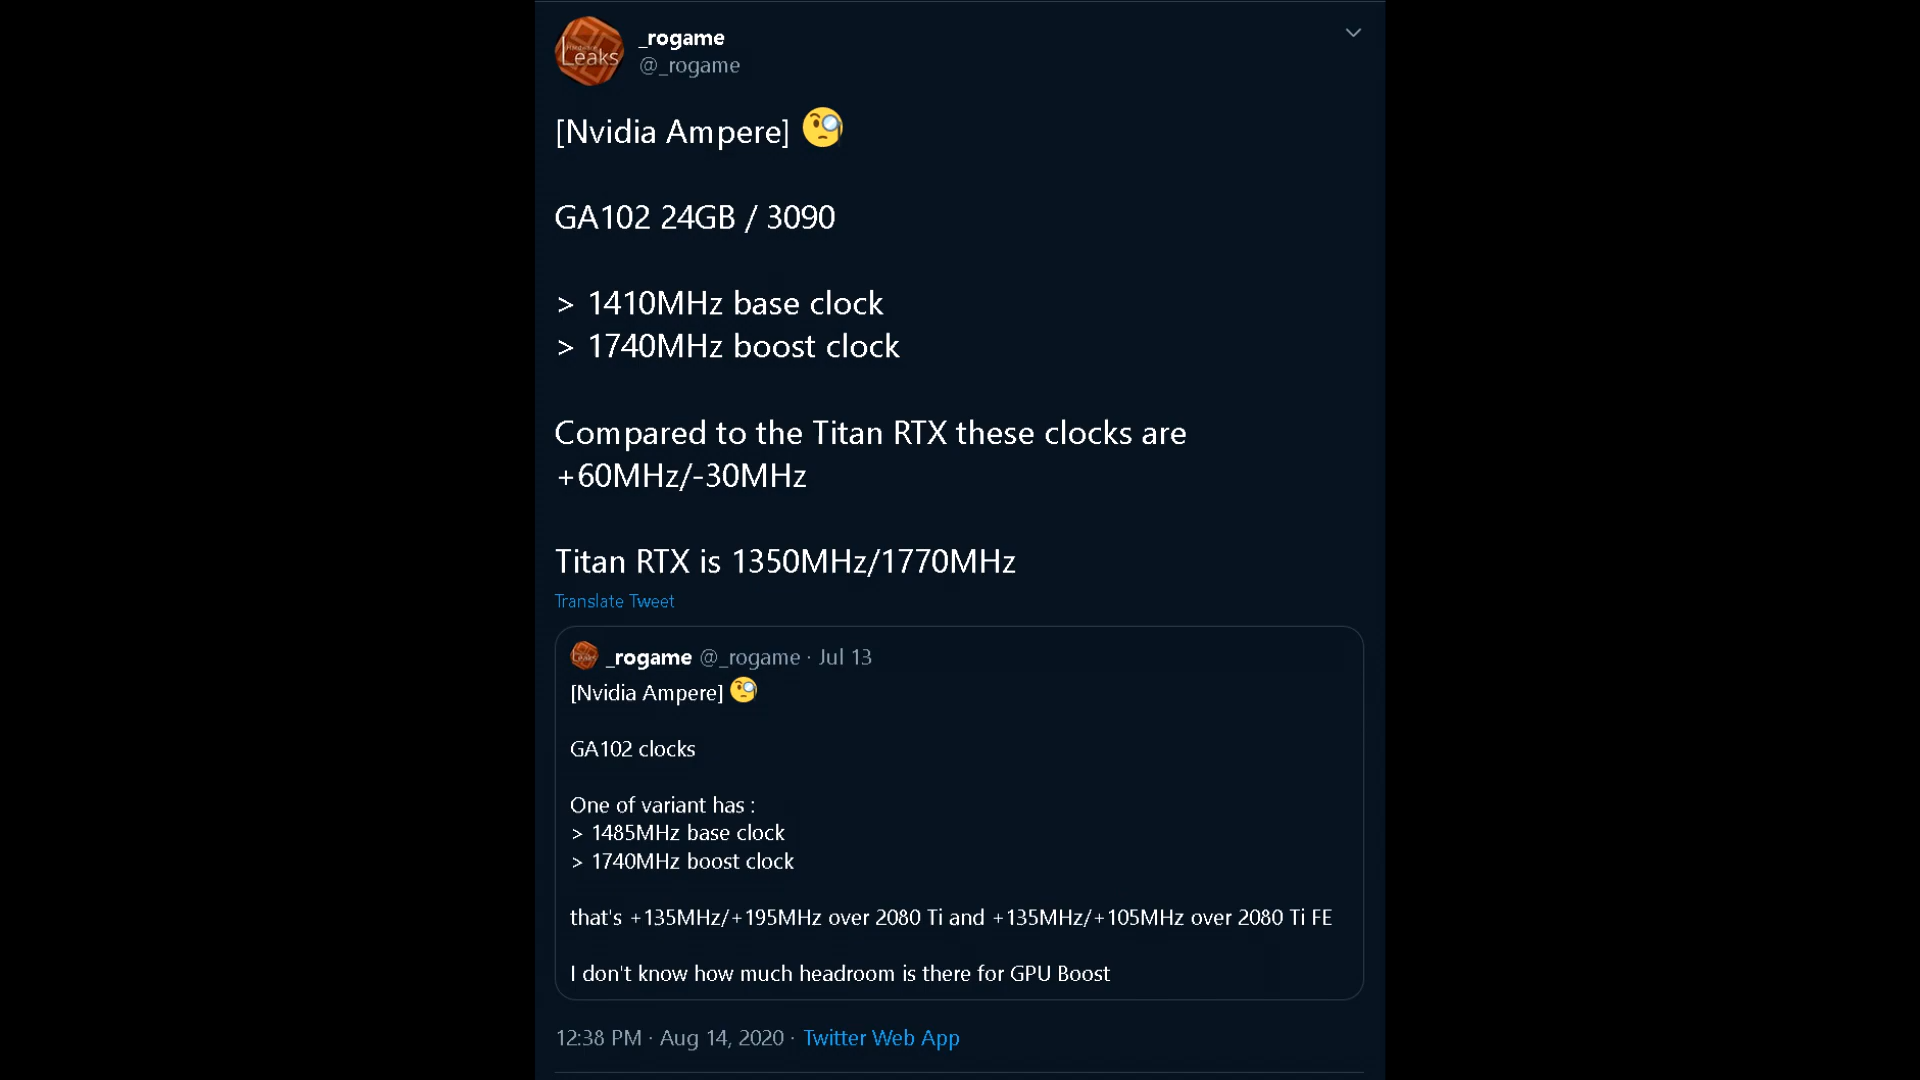 Hardware
Leaks
_rogame
@_rogame
[Nvidia Ampere] 🧐
GA102 24GB / 3090
> 1410MHz base clock
> 1740MHz boost clock
Compared to the Titan RTX these clocks are
+60MHz/-30MHz
Titan RTX is 1350MHz/1770MHz
Translate Tweet
_rogame @_rogame · Jul 13
[Nvidia Ampere] 🧐
GA102 clocks
One of variant has :
> 1485MHz base clock
> 1740MHz boost clock
that's +135MHz/+195MHz over 2080 Ti and +135MHz/+105MHz over 2080 Ti FE
I don't know how much headroom is there for GPU Boost
12:38 PM · Aug 14, 2020 · Twitter Web App